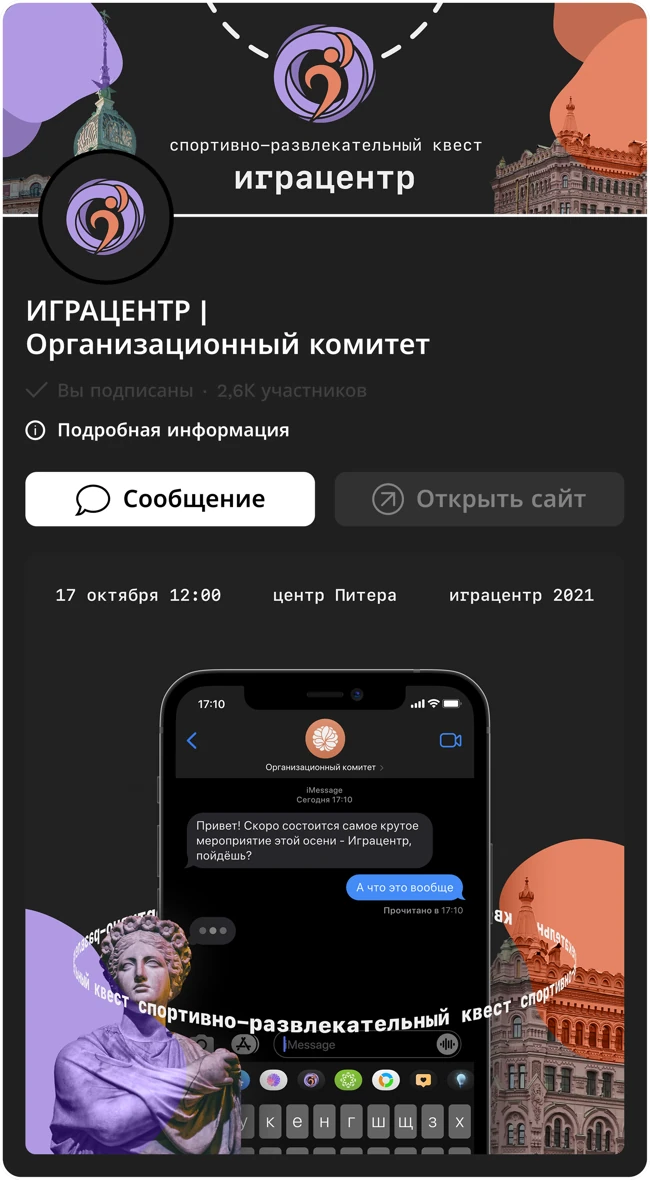 спортивно-развлекательный квест
играцентр
ИГРАЦЕНТР |
Организационный комитет
Вы подписаны · 2,6К участников
Подробная информация
Сообщение
Открыть сайт
17 октября 12:00 центр Питера играцентр 2021
17:10
Организационный комитет
iMessage
Сегодня 17:10
Привет! Скоро состоится самое крутое
мероприятие этой осени - Играцентр,
пойдёшь?
А что это вообще
Прочитано в 17:10
квест спортивно-развлекательный квест
iMessage
у к е н г ш щ з х